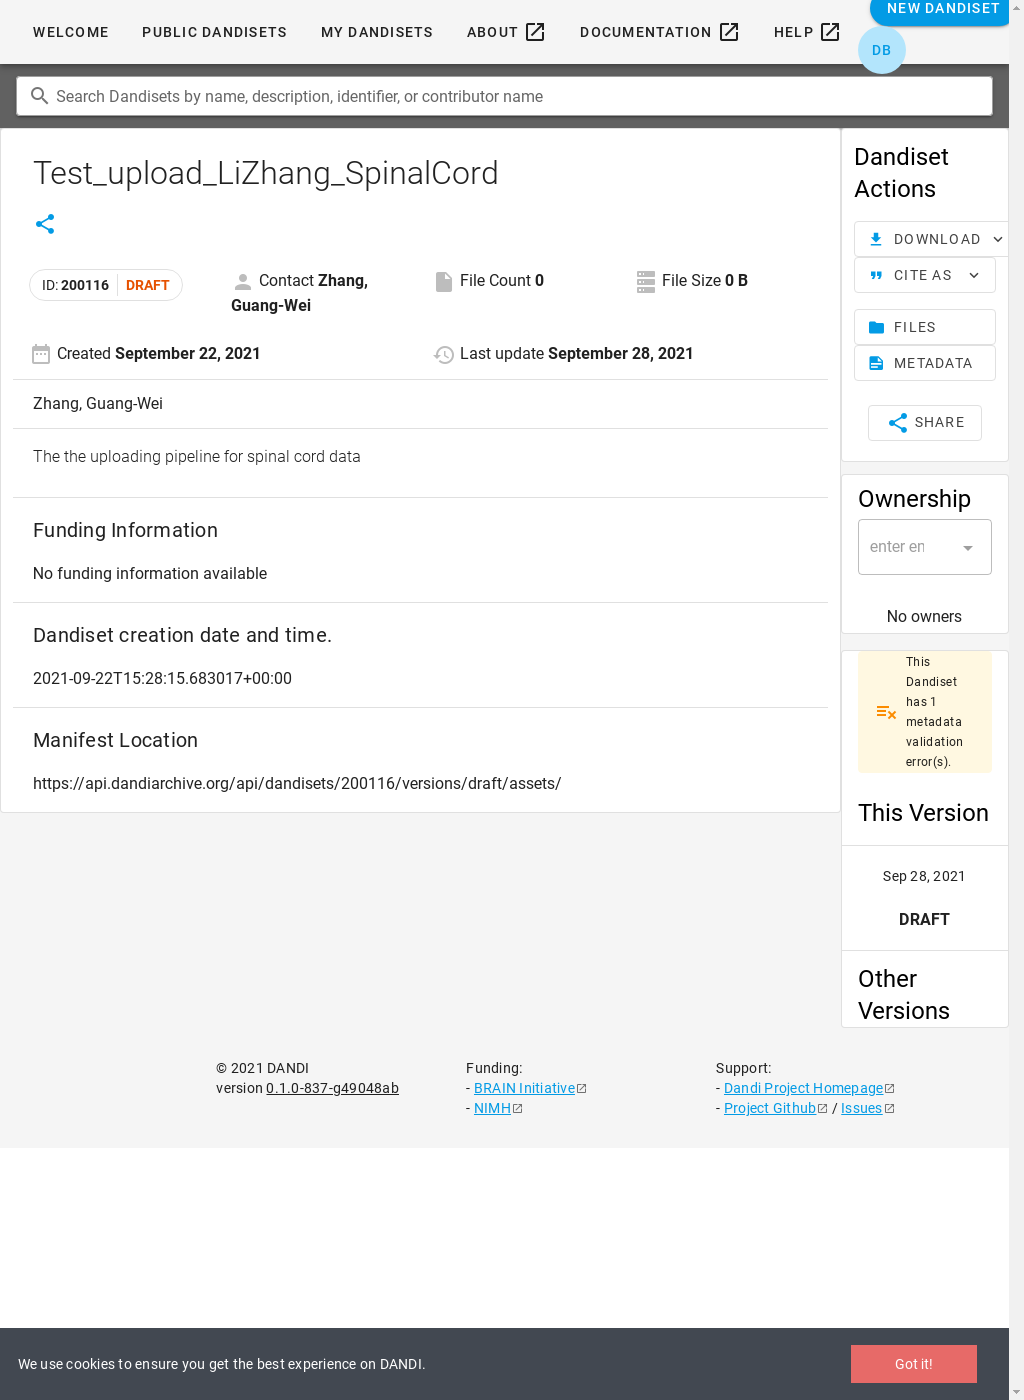 WELCOME
PUBLIC DANDISETS
MY DANDISETS
ABOUT
DOCUMENTATION
HELP
NEW DANDISET
DB
Search Dandisets by name, description, identifier, or contributor name
Test_upload_LiZhang_SpinalCord
ID: 200116 DRAFT
Contact Zhang,
Guang-Wei
File Count 0
File Size 0 B
Created September 22, 2021
Last update September 28, 2021
Zhang, Guang-Wei
The the uploading pipeline for spinal cord data
Funding Information
No funding information available
Dandiset creation date and time.
2021-09-22T15:28:15.683017+00:00
Manifest Location
https://api.dandiarchive.org/api/dandisets/200116/versions/draft/assets/
Dandiset
Actions
DOWNLOAD
CITE AS
FILES
METADATA
SHARE
Ownership
enter en
No owners
This
Dandiset
has 1
metadata
validation
error(s).
This Version
Sep 28, 2021
DRAFT
Other
Versions
© 2021 DANDI
version 0.1.0-837-g49048ab
Funding:
- BRAIN Initiative
- NIMH
Support:
- Dandi Project Homepage
- Project Github / Issues
We use cookies to ensure you get the best experience on DANDI.
Got it!